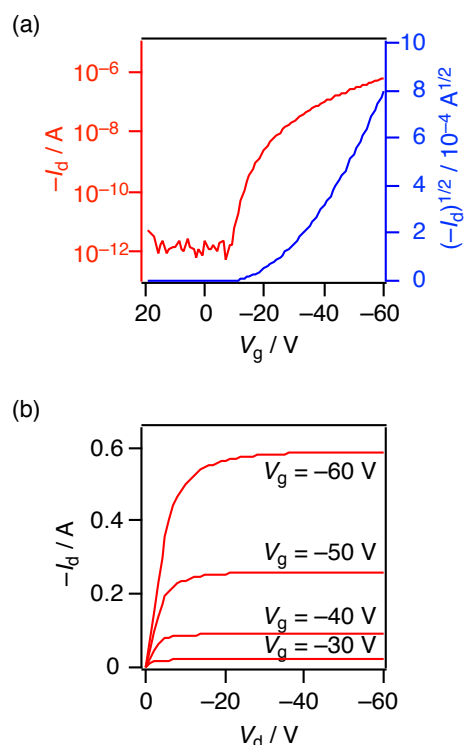 (a)
10
10⁻⁶
8
10⁻⁸
6
10⁻¹⁰
4
2
10⁻¹²
0
−I_d / A
(−I_d)^{1/2} / 10⁻⁴ A^{1/2}
20 0 −20 −40 −60
V_g / V
(b)
0.6
V_g = −60 V
0.4
V_g = −50 V
0.2
V_g = −40 V
V_g = −30 V
0
−I_d / A
0 −20 −40 −60
V_d / V